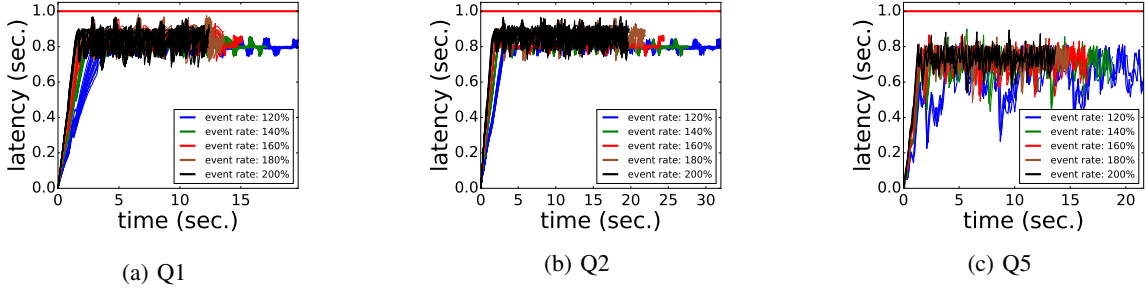 1.0
0.8
0.6
0.4
0.2
0.0
latency (sec.)
event rate: 120%
event rate: 140%
event rate: 160%
event rate: 180%
event rate: 200%
0 5 10 15
time (sec.)
(a) Q1
1.0
0.8
0.6
0.4
0.2
0.0
latency (sec.)
event rate: 120%
event rate: 140%
event rate: 160%
event rate: 180%
event rate: 200%
0 5 10 15 20 25 30
time (sec.)
(b) Q2
1.0
0.8
0.6
0.4
0.2
0.0
latency (sec.)
event rate: 120%
event rate: 140%
event rate: 160%
event rate: 180%
event rate: 200%
0 5 10 15 20
time (sec.)
(c) Q5